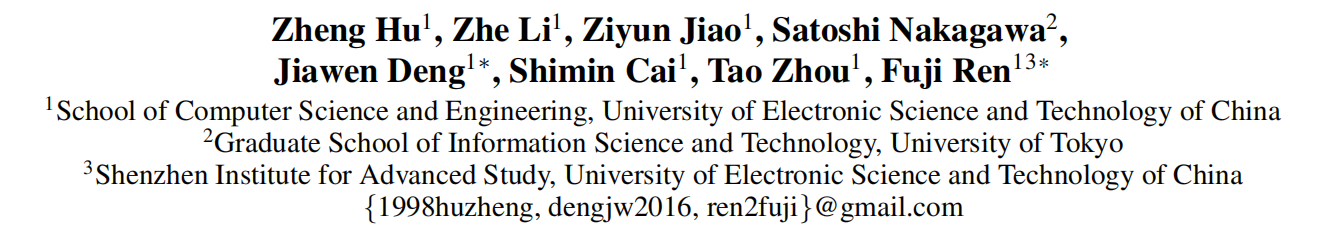 Zheng Hu¹, Zhe Li¹, Ziyun Jiao¹, Satoshi Nakagawa²,
Jiawen Deng¹*, Shimin Cai¹, Tao Zhou¹, Fuji Ren¹³*
¹School of Computer Science and Engineering, University of Electronic Science and Technology of China
²Graduate School of Information Science and Technology, University of Tokyo
³Shenzhen Institute for Advanced Study, University of Electronic Science and Technology of China
{1998huzheng, dengjw2016, ren2fuji}@gmail.com